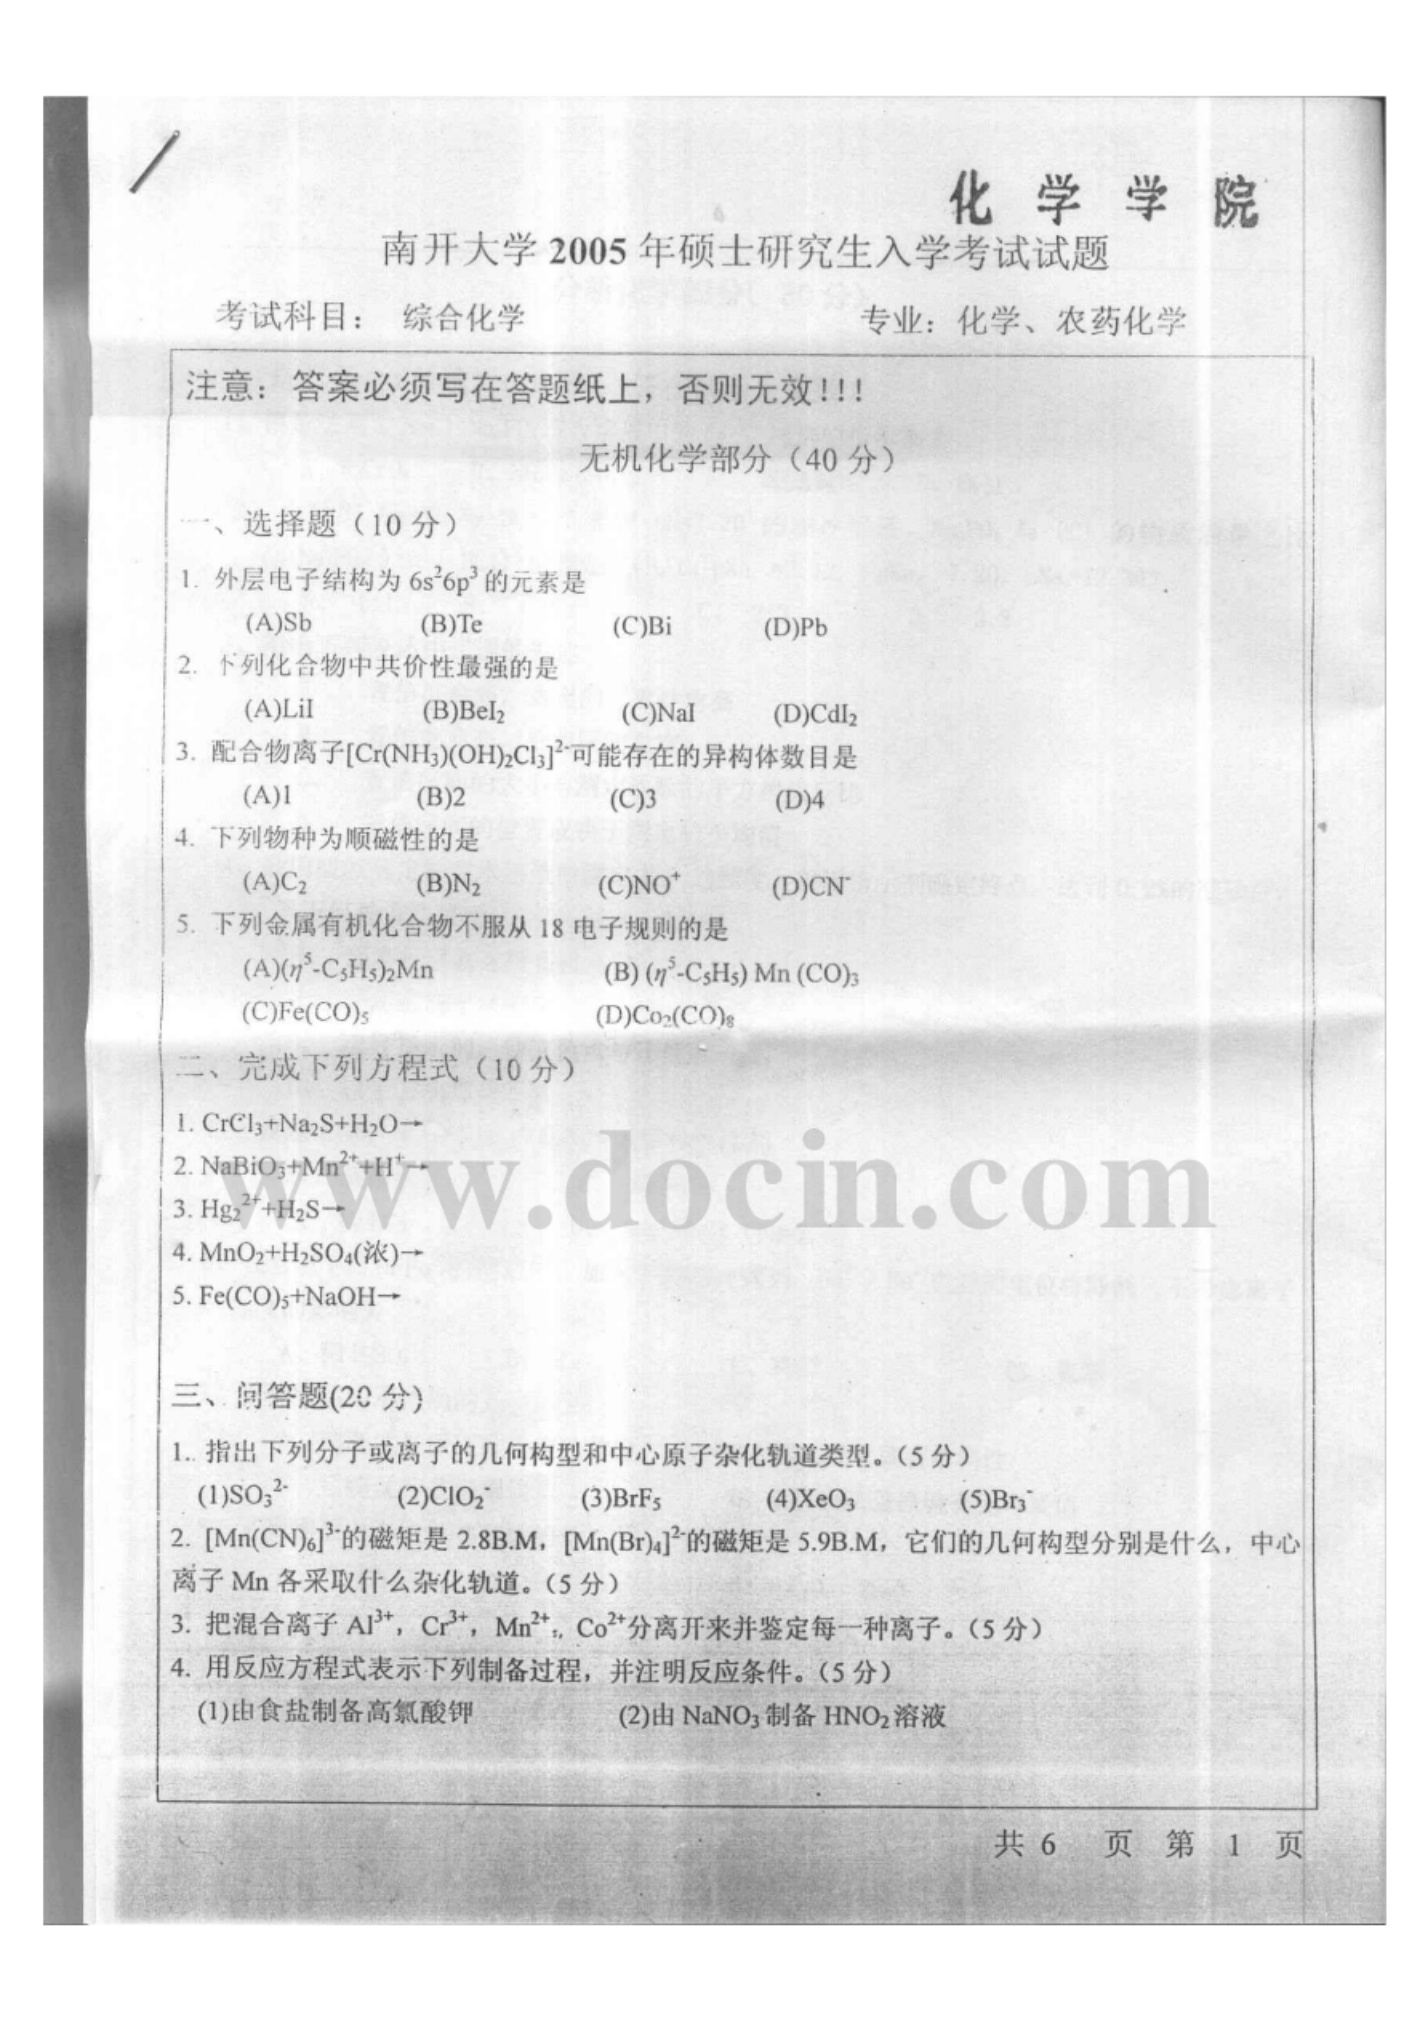 化学学院
南开大学 2005 年硕士研究生入学考试试题
考试科目： 综合化学 专业：化学、农药化学
注意：答案必须写在答题纸上，否则无效!!!
无机化学部分（40 分）
一、选择题（10 分）
1. 外层电子结构为 6s²6p³ 的元素是
(A)Sb (B)Te (C)Bi (D)Pb
2. 下列化合物中共价性最强的是
(A)LiI (B)BeI₂ (C)NaI (D)CdI₂
3. 配合物离子[Cr(NH₃)(OH)₂Cl₃]²⁻可能存在的异构体数目是
(A)1 (B)2 (C)3 (D)4
4. 下列物种为顺磁性的是
(A)C₂ (B)N₂ (C)NO⁺ (D)CN⁻
5. 下列金属有机化合物不服从 18 电子规则的是
(A)(η⁵-C₅H₅)₂Mn (B) (η⁵-C₅H₅) Mn (CO)₃
(C)Fe(CO)₅ (D)Co₂(CO)₈
二、完成下列方程式（10 分）
1. CrCl₃+Na₂S+H₂O→
2. NaBiO₃+Mn²⁺+H⁺→
3. Hg₂²⁺+H₂S→
4. MnO₂+H₂SO₄(浓)→
5. Fe(CO)₅+NaOH→
www.docin.com
三、问答题(20 分)
1. 指出下列分子或离子的几何构型和中心原子杂化轨道类型。（5 分）
(1)SO₃²⁻ (2)ClO₂⁻ (3)BrF₅ (4)XeO₃ (5)Br₃⁻
2. [Mn(CN)₆]³⁻的磁矩是 2.8B.M，[Mn(Br)₄]²⁻的磁矩是 5.9B.M，它们的几何构型分别是什么，中心
离子 Mn 各采取什么杂化轨道。（5 分）
3. 把混合离子 Al³⁺，Cr³⁺，Mn²⁺，Co²⁺分离开来并鉴定每一种离子。（5 分）
4. 用反应方程式表示下列制备过程，并注明反应条件。（5 分）
(1)由食盐制备高氯酸钾 (2)由 NaNO₃ 制备 HNO₂ 溶液
共 6 页 第 1 页